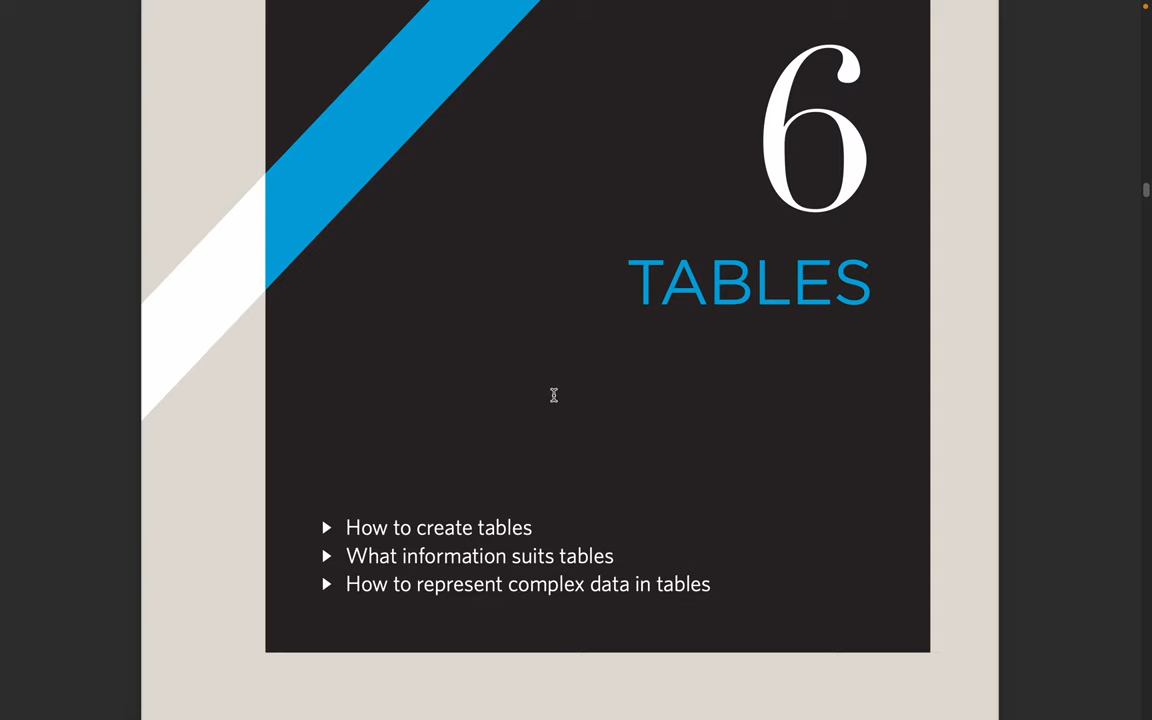 6
TABLES
How to create tables
What information suits tables
How to represent complex data in tables